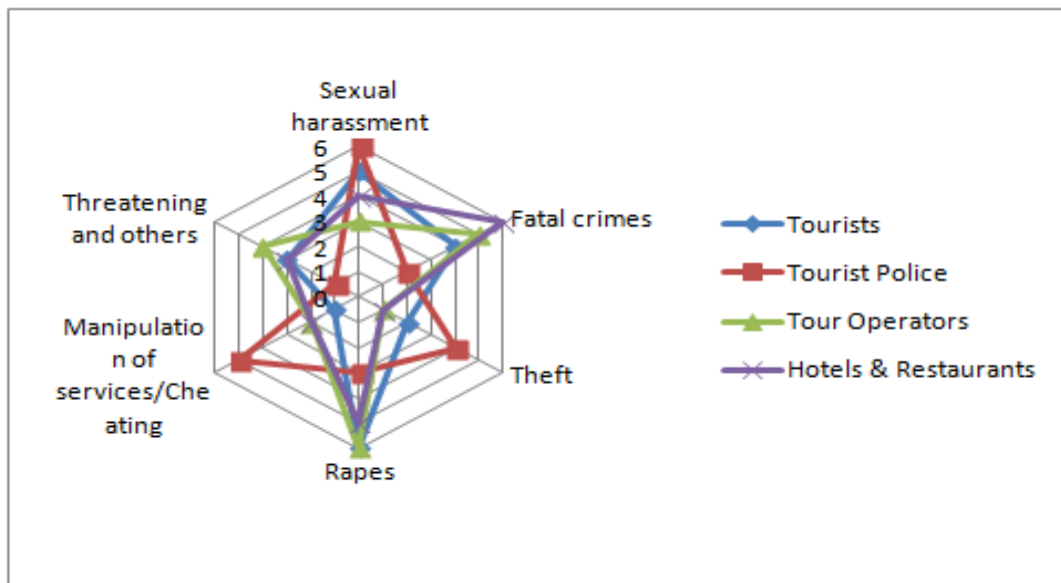 Sexual
harassment
6
5
4
3
2
1
0
Fatal crimes
Theft
Rapes
Manipulatio
n of
services/Che
ating
Threatening
and others
Tourists
Tourist Police
Tour Operators
Hotels & Restaurants